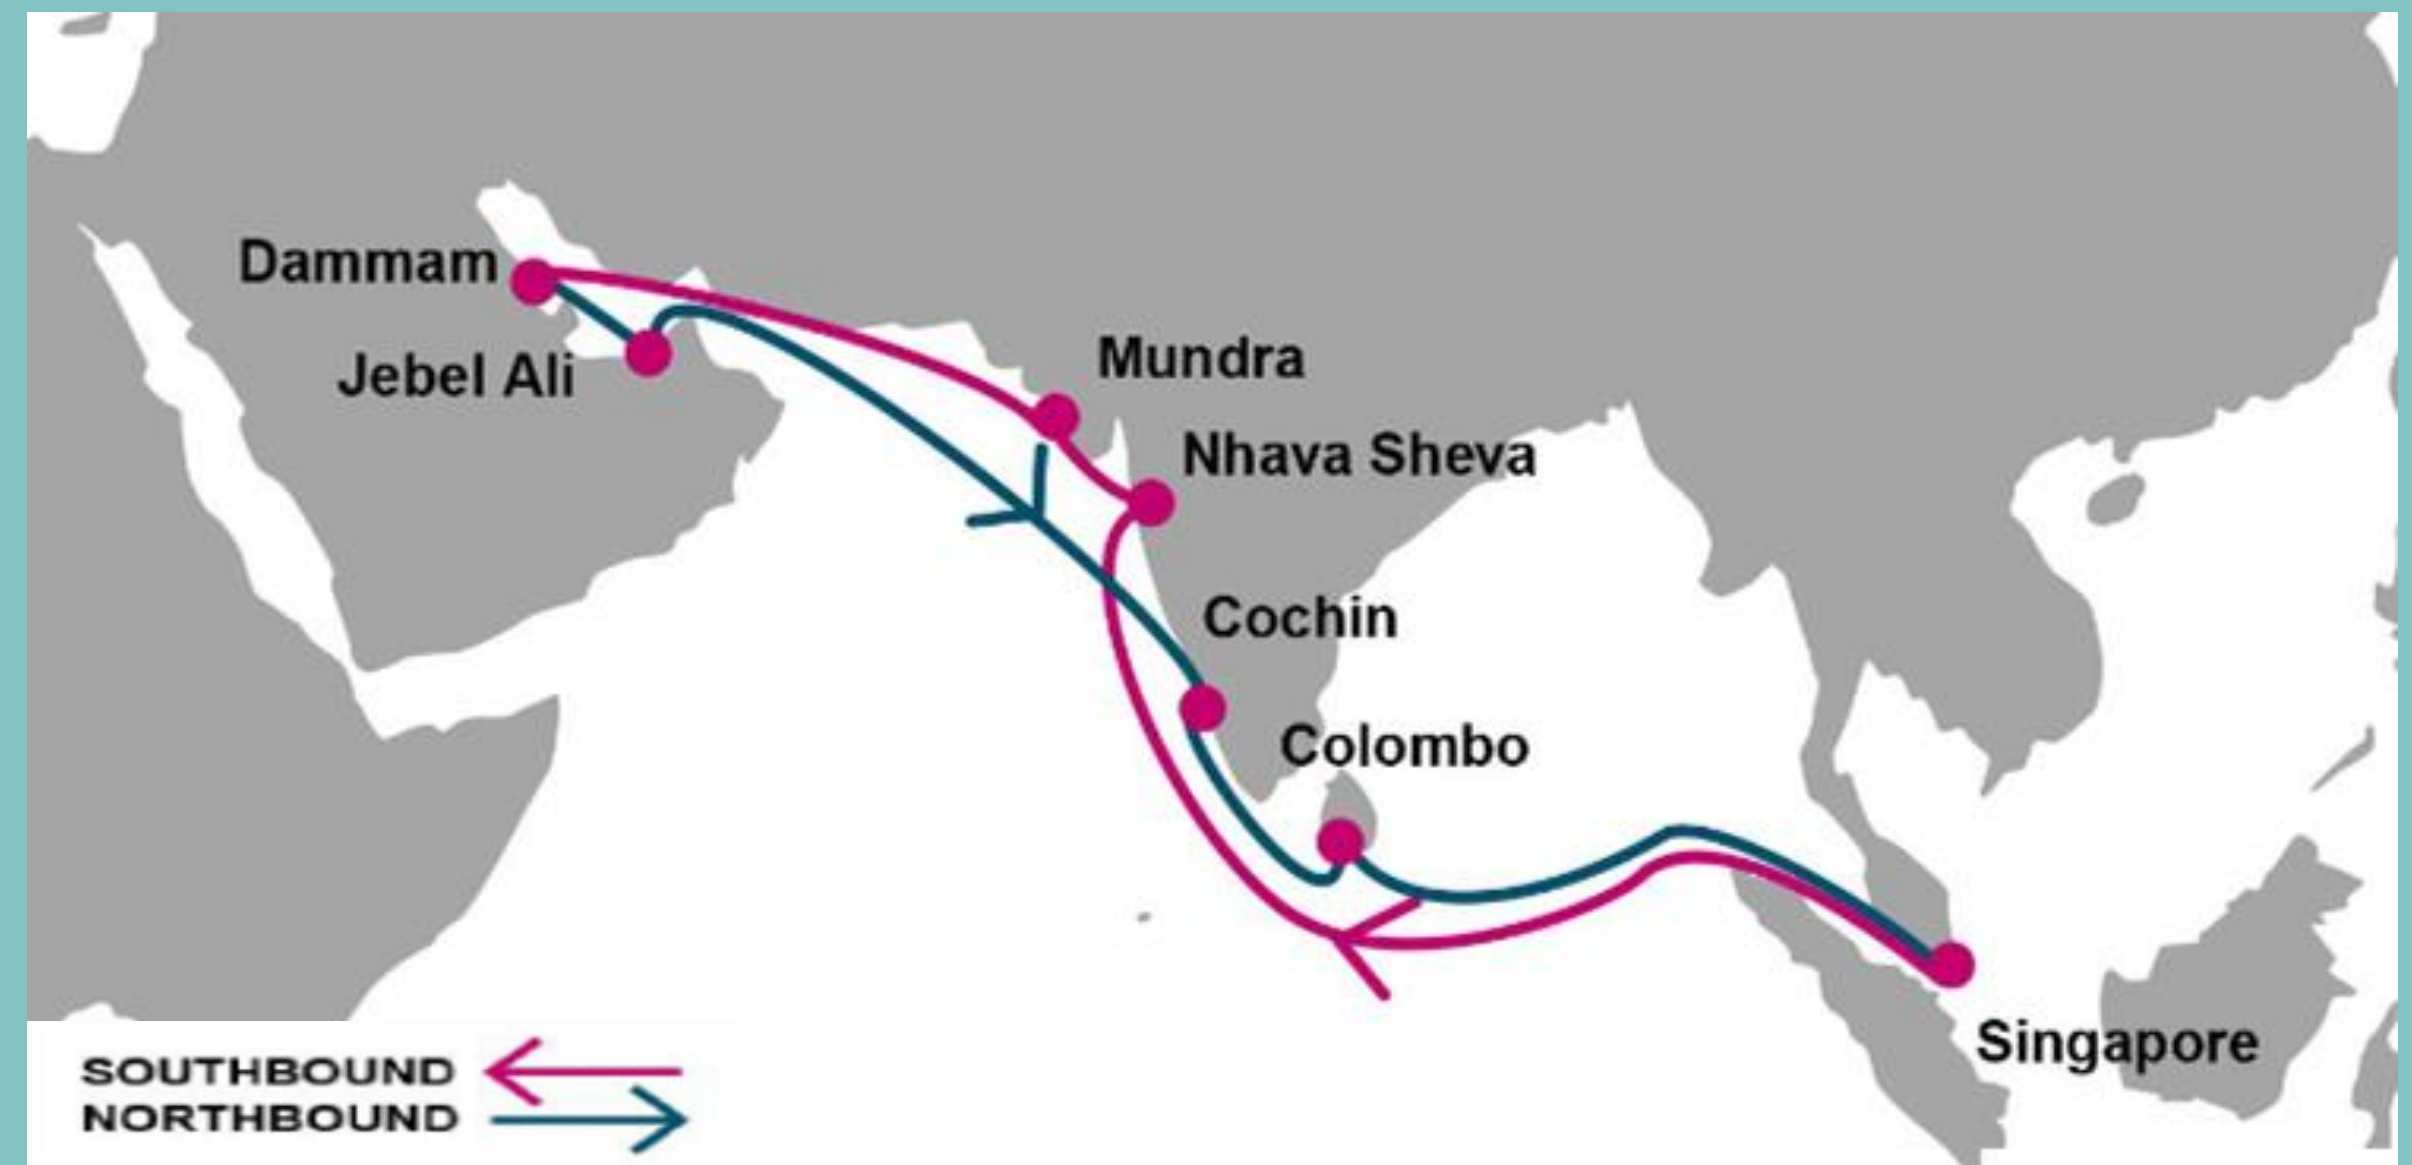 Dammam
Jebel Ali
Mundra
Nhava Sheva
Cochin
Colombo
Singapore
SOUTHBOUND
NORTHBOUND